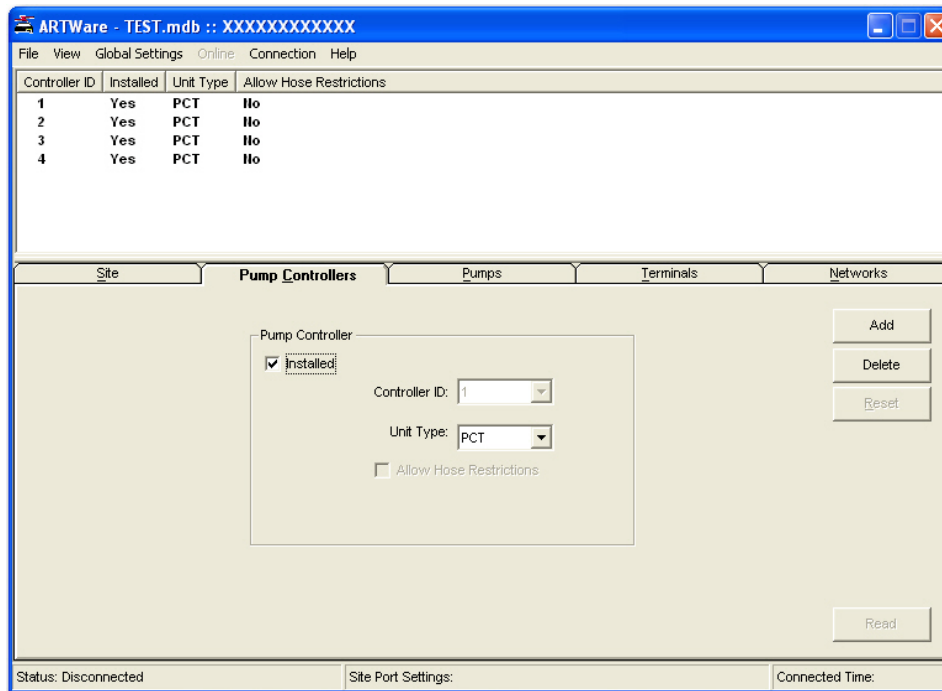 ARTWare - TEST.mdb :: XXXXXXXXXXXX
File View Global Settings Online Connection Help
Controller ID Installed Unit Type Allow Hose Restrictions
1 Yes PCT No
2 Yes PCT No
3 Yes PCT No
4 Yes PCT No
Site Pump Controllers Pumps Terminals Networks
Pump Controller
Installed
Controller ID: 1
Unit Type: PCT
Allow Hose Restrictions
Add
Delete
Reset
Read
Status: Disconnected Site Port Settings: Connected Time: